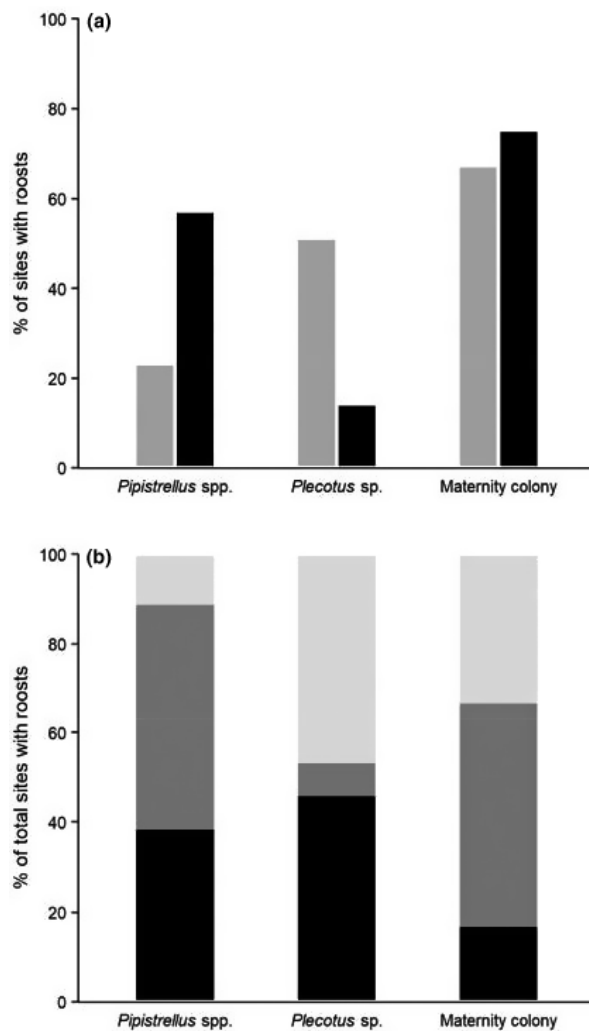 (a)
% of sites with roosts
100
80
60
40
20
0
Pipistrellus spp. Plecotus sp. Maternity colony
(b)
% of total sites with roosts
100
80
60
40
20
0
Pipistrellus spp. Plecotus sp. Maternity colony